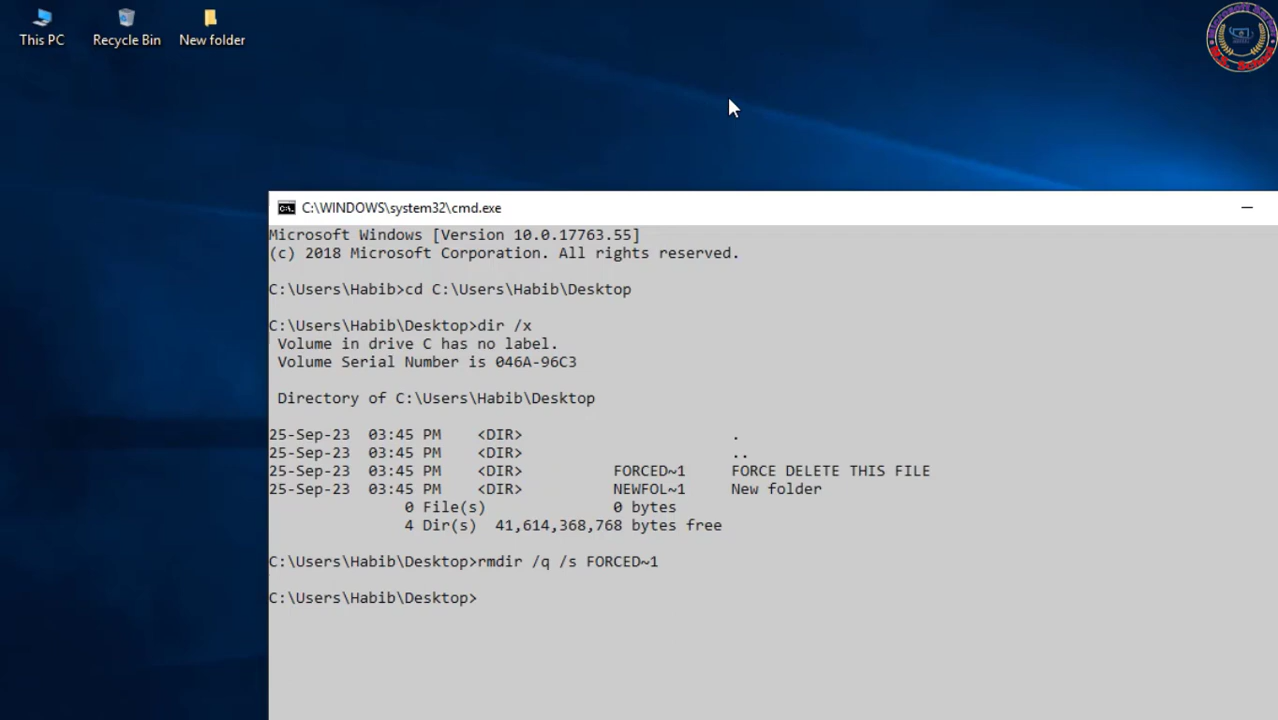 This PC
Recycle Bin
New folder
C:\WINDOWS\system32\cmd.exe
Microsoft Windows [Version 10.0.17763.55]
(c) 2018 Microsoft Corporation. All rights reserved.
C:\Users\Habib>cd C:\Users\Habib\Desktop
C:\Users\Habib\Desktop>dir /x
Volume in drive C has no label.
Volume Serial Number is 046A-96C3
Directory of C:\Users\Habib\Desktop
25-Sep-23 03:45 PM <DIR> .
25-Sep-23 03:45 PM <DIR> ..
25-Sep-23 03:45 PM <DIR> FORCED~1 FORCE DELETE THIS FILE
25-Sep-23 03:45 PM <DIR> NEWFOL~1 New folder
0 File(s) 0 bytes
4 Dir(s) 41,614,368,768 bytes free
C:\Users\Habib\Desktop>rmdir /q /s FORCED~1
C:\Users\Habib\Desktop>